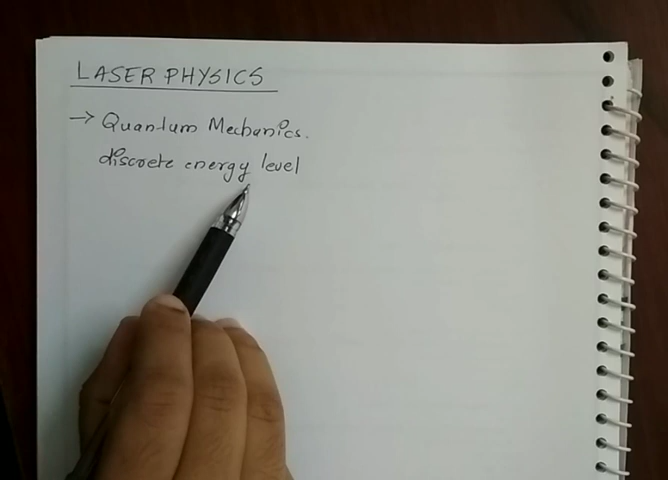 LASER PHYSICS
→ Quantum Mechanics.
discrete energy level